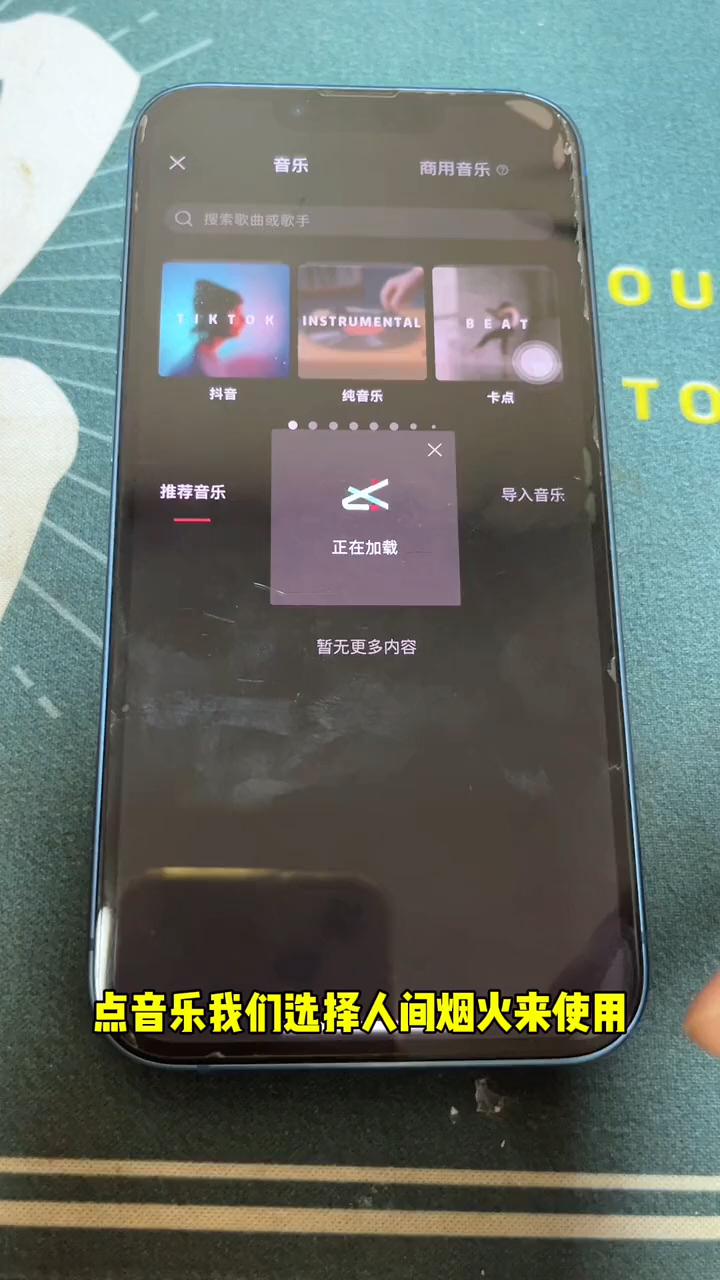 音乐
商用音乐
搜索歌曲或歌手
TIKTOK
INSTRUMENTAL
BEAT
抖音
纯音乐
卡点
推荐音乐
导入音乐
正在加载
暂无更多内容
点音乐我们选择人间烟火来使用
OU
TO